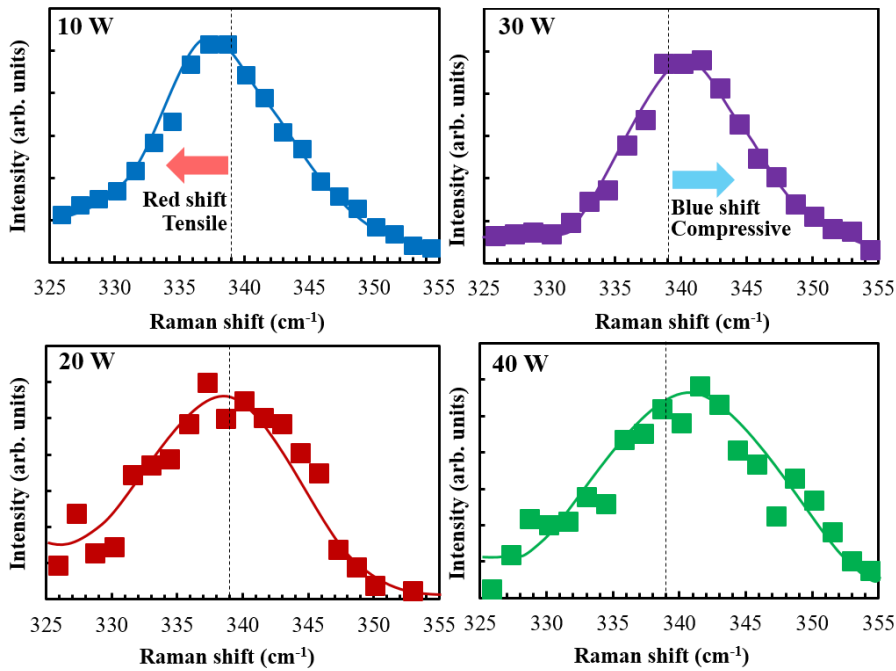 10 W
Intensity (arb. units)
Red shift
Tensile
325 330 335 340 345 350 355
Raman shift (cm⁻¹)
30 W
Intensity (arb. units)
Blue shift
Compressive
325 330 335 340 345 350 355
Raman shift (cm⁻¹)
20 W
Intensity (arb. units)
325 330 335 340 345 350 355
Raman shift (cm⁻¹)
40 W
Intensity (arb. units)
325 330 335 340 345 350 355
Raman shift (cm⁻¹)